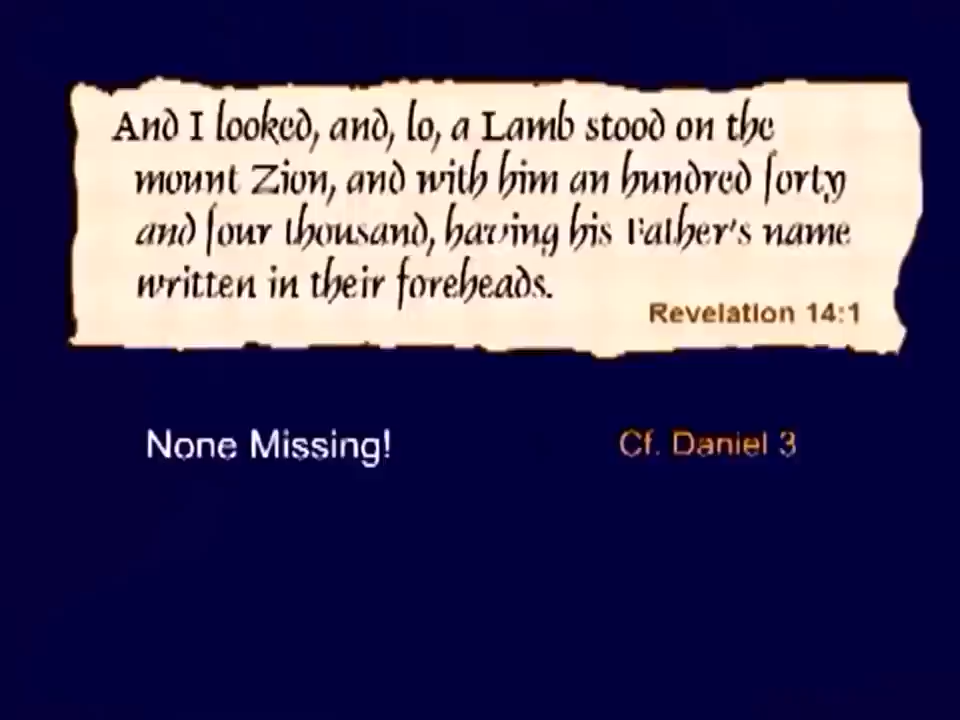 And I looked, and, lo, a Lamb stood on the
mount Zion, and with him an hundred forty
and four thousand, having his Father's name
written in their foreheads.
Revelation 14:1
None Missing!
Cf. Daniel 3